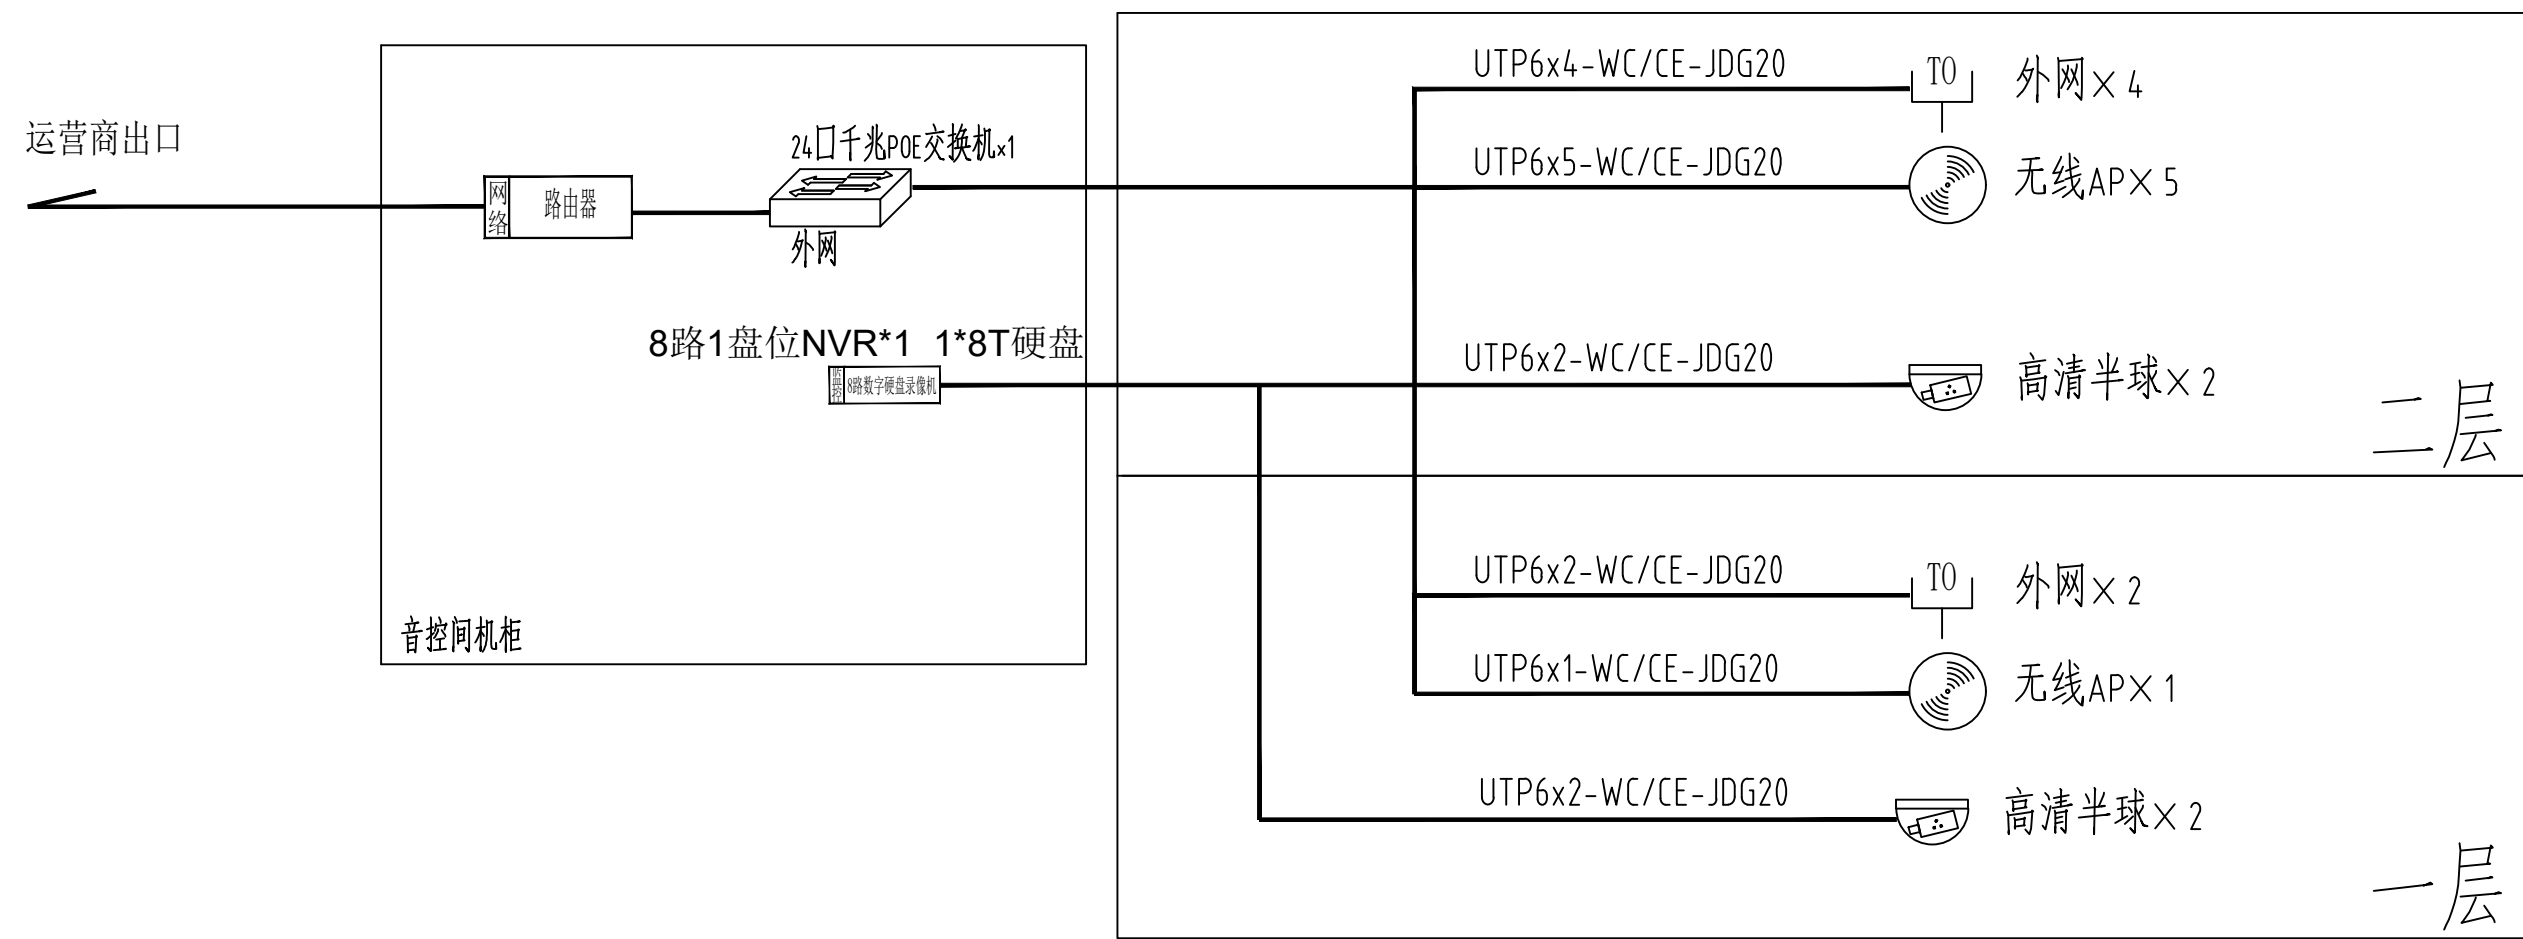 运营商出口
网络
路由器
24口千兆POE交换机x1
外网
8路1盘位NVR*1 1*8T硬盘
监控
8路数字硬盘录像机
音控间机柜
UTP6x4-WC/CE-JDG20
TO
外网×4
UTP6x5-WC/CE-JDG20
无线AP×5
UTP6x2-WC/CE-JDG20
高清半球×2
二层
UTP6x2-WC/CE-JDG20
TO
外网×2
UTP6x1-WC/CE-JDG20
无线AP×1
UTP6x2-WC/CE-JDG20
高清半球×2
一层